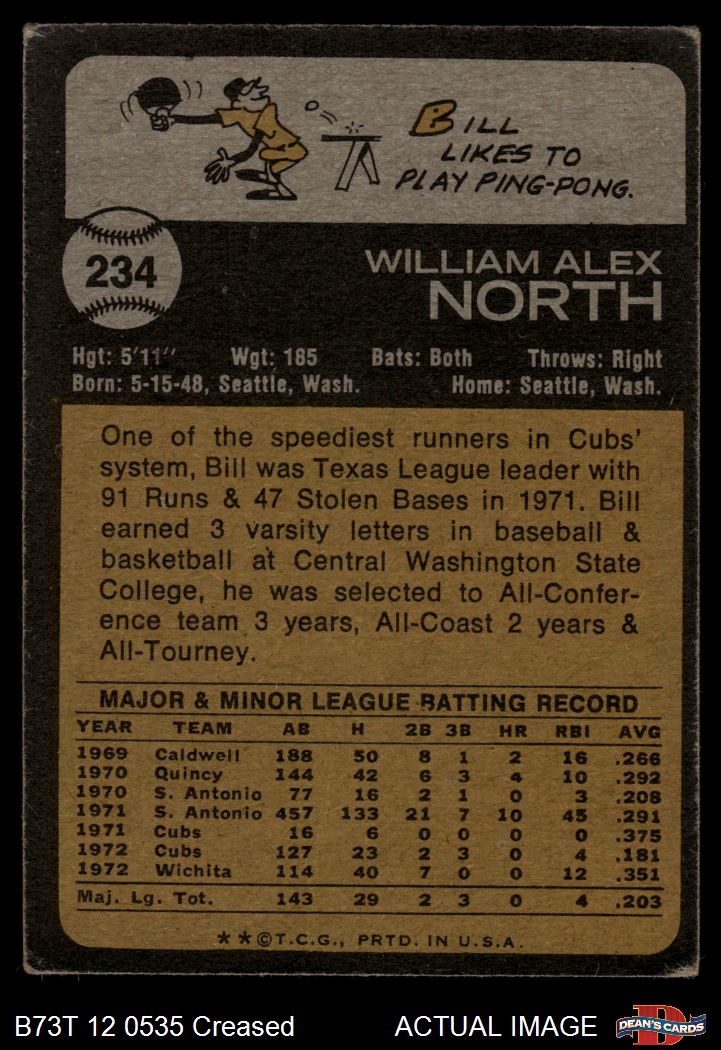 BILL
LIKES TO
PLAY PING-PONG.
234
WILLIAM ALEX
NORTH
Hgt: 5'11" Wgt: 185 Bats: Both Throws: Right
Born: 5-15-48, Seattle, Wash. Home: Seattle, Wash.
One of the speediest runners in Cubs'
system, Bill was Texas League leader with
91 Runs & 47 Stolen Bases in 1971. Bill
earned 3 varsity letters in baseball &
basketball at Central Washington State
College, he was selected to All-Confer-
ence team 3 years, All-Coast 2 years &
All-Tourney.
MAJOR & MINOR LEAGUE BATTING RECORD
YEAR TEAM AB H 2B 3B HR RBI AVG
1969 Caldwell 188 50 8 1 2 16 .266
1970 Quincy 144 42 6 3 4 10 .292
1970 S. Antonio 77 16 2 1 0 3 .208
1971 S. Antonio 457 133 21 7 10 45 .291
1971 Cubs 16 6 0 0 0 0 .375
1972 Cubs 127 23 2 3 0 4 .181
1972 Wichita 114 40 7 0 0 12 .351
Maj. Lg. Tot. 143 29 2 3 0 4 .203
**©T.C.G., PRTD. IN U.S.A.
B73T 12 0535 Creased ACTUAL IMAGE D DEAN'S CARDS